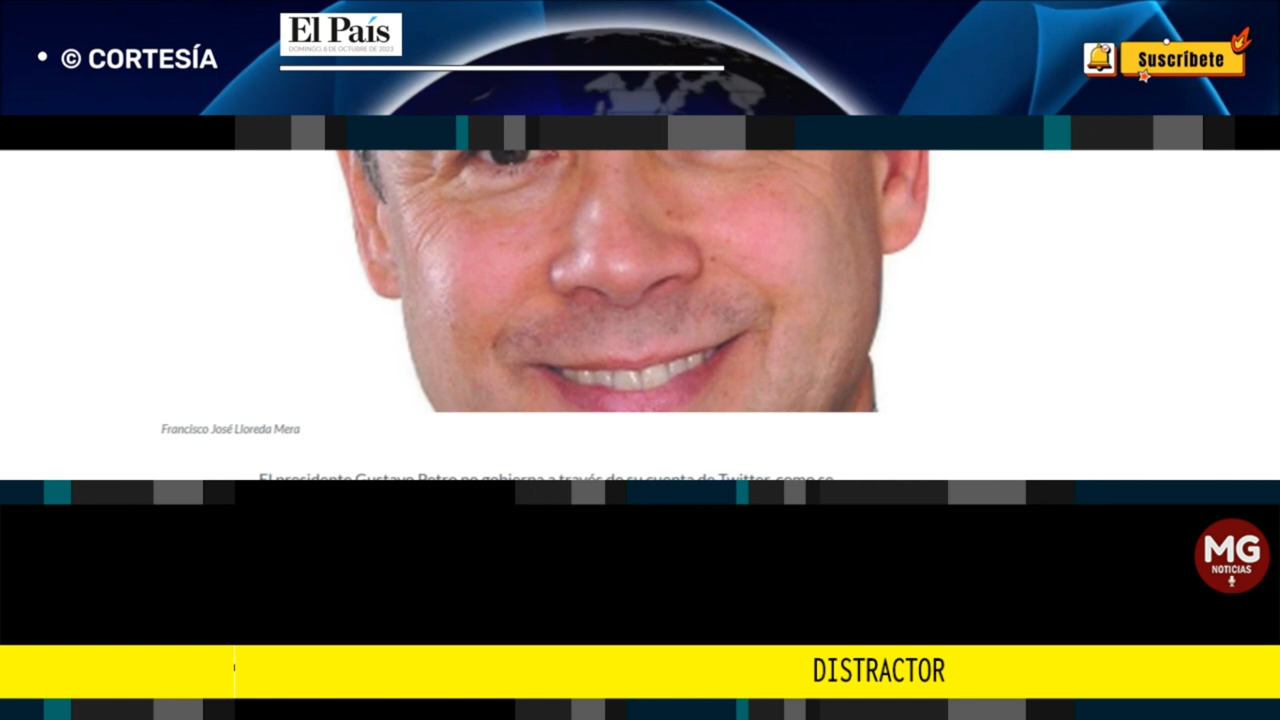 • © CORTESÍA
El País
DOMINGO, 8 DE OCTUBRE DE 2023
Suscríbete
Francisco José Lloreda Mera
El presidente Gustavo Petro no gobierna a través de su cuenta de Twitter, como se
MG
NOTICIAS
DISTRACTOR